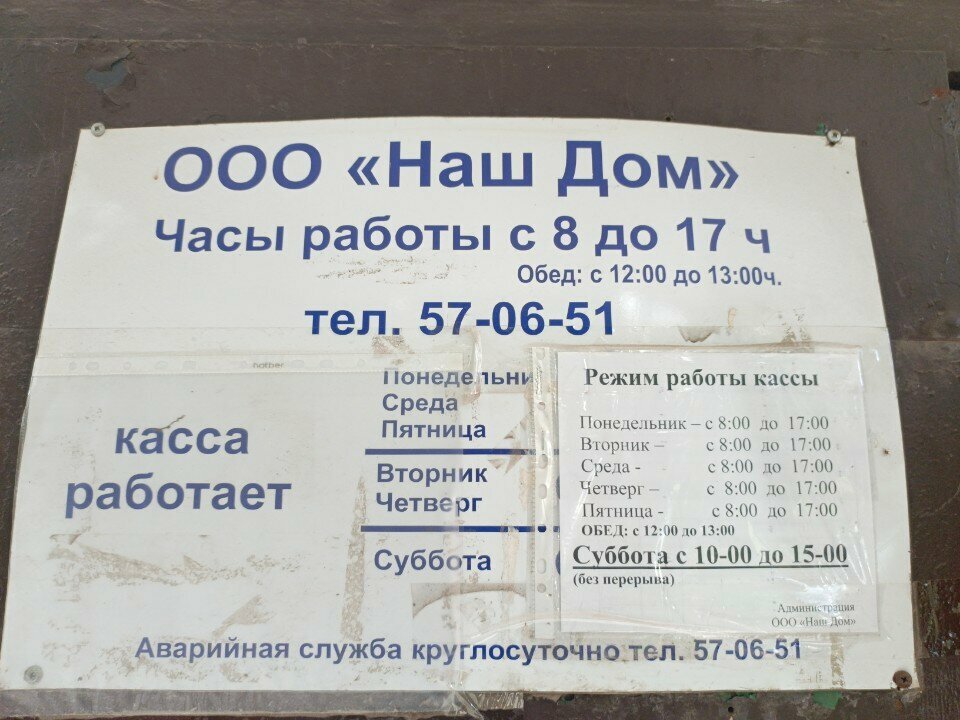 ООО «Наш Дом»
Часы работы с 8 до 17 ч
Обед: с 12:00 до 13:00ч.
тел. 57-06-51
касса
работает
Понедельни
Среда
Пятница
Вторник
Четверг
Суббота
Режим работы кассы
Понедельник – с 8:00 до 17:00
Вторник – с 8:00 до 17:00
Среда - с 8:00 до 17:00
Четверг – с 8:00 до 17:00
Пятница - с 8:00 до 17:00
ОБЕД: с 12:00 до 13:00
Суббота с 10-00 до 15-00
(без перерыва)
Администрация
ООО «Наш Дом»
Аварийная служба круглосуточно тел. 57-06-51